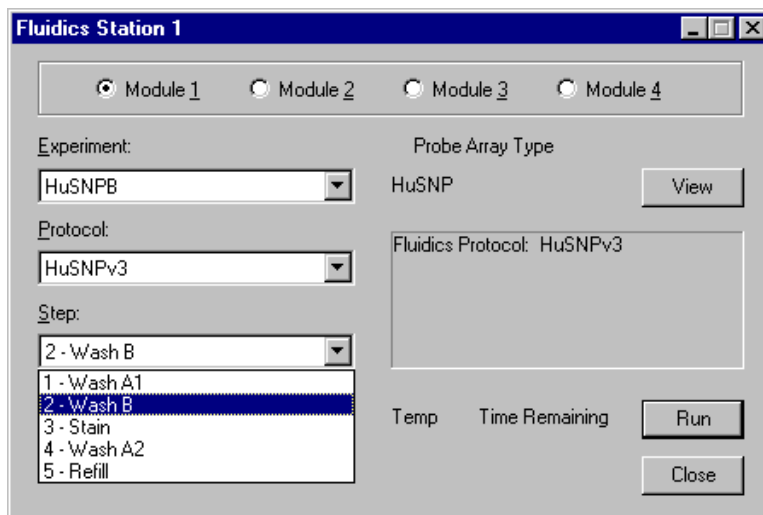 Fluidics Station 1
Module 1 Module 2 Module 3 Module 4
Experiment:
HuSNPB
Probe Array Type
HuSNP
View
Protocol:
HuSNPv3
Fluidics Protocol: HuSNPv3
Step:
2 - Wash B
1 - Wash A1
2 - Wash B
3 - Stain
4 - Wash A2
5 - Refill
Temp Time Remaining
Run
Close